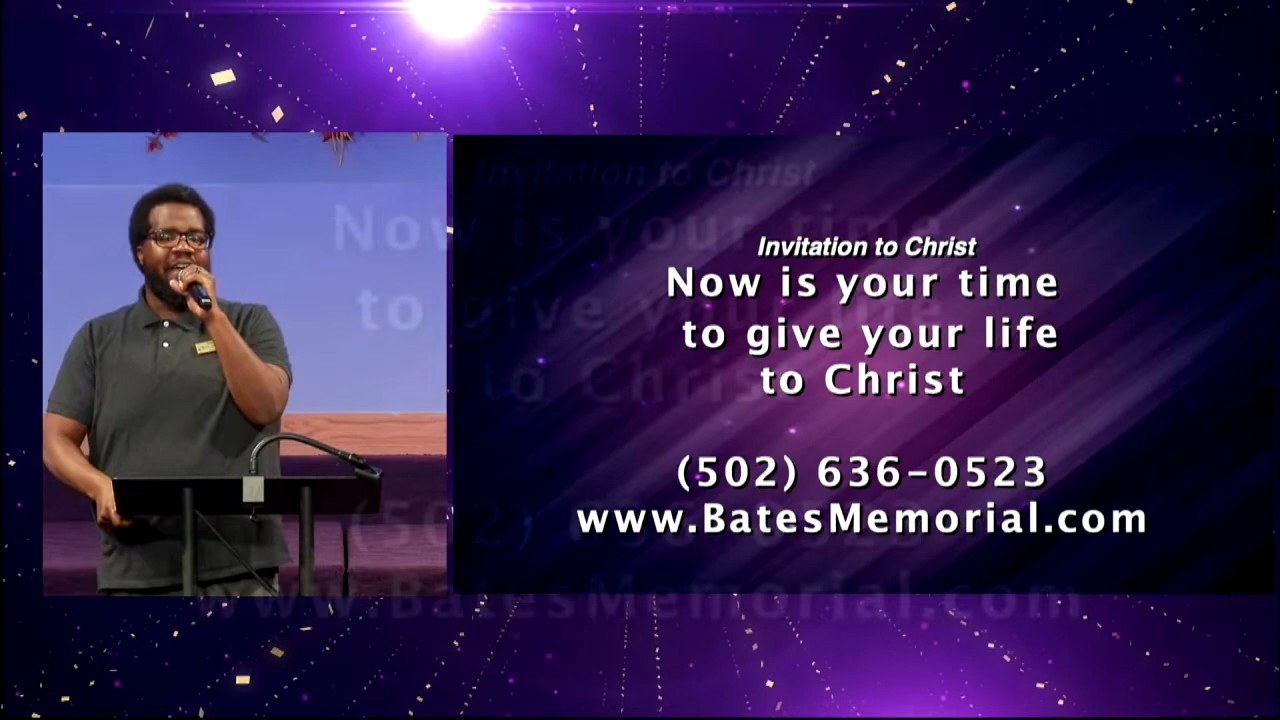 Invitation to Christ
Now is your time
to give your life
to Christ
(502) 636-0523
www.BatesMemorial.com